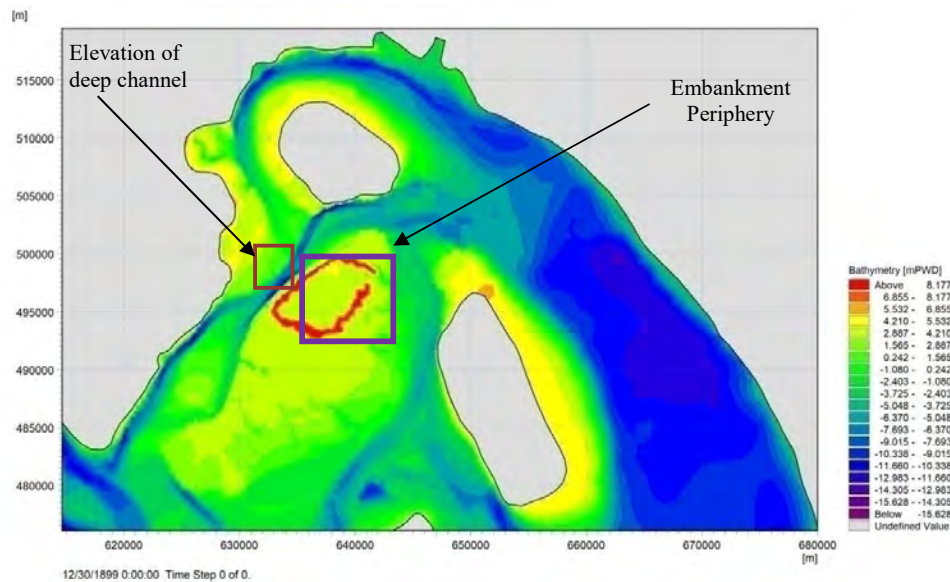 [m]
Elevation of
deep channel
Embankment
Periphery
515000
510000
505000
500000
495000
490000
485000
480000
620000 630000 640000 650000 660000 670000 680000
[m]
12/30/1899 0:00:00 Time Step 0 of 0.
Bathymetry [mPWD]
Above 8.177
6.855 - 8.177
5.532 - 6.855
4.210 - 5.532
2.887 - 4.210
1.565 - 2.887
0.242 - 1.565
-1.080 - 0.242
-2.403 - -1.080
-3.725 - -2.403
-5.048 - -3.725
-6.370 - -5.048
-7.693 - -6.370
-9.015 - -7.693
-10.338 - -9.015
-11.660 - -10.338
-12.983 - -11.660
-14.305 - -12.983
-15.628 - -14.305
Below -15.628
Undefined Value